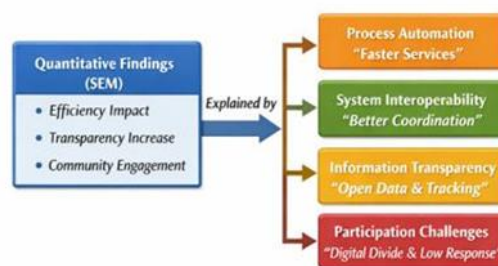 Quantitative Findings
(SEM)
• Efficiency Impact
• Transparency Increase
• Community Engagement
Explained by
Process Automation
"Faster Services"
System Interoperability
"Better Coordination"
Information Transparency
"Open Data & Tracking"
Participation Challenges
"Digital Divide & Low Response"